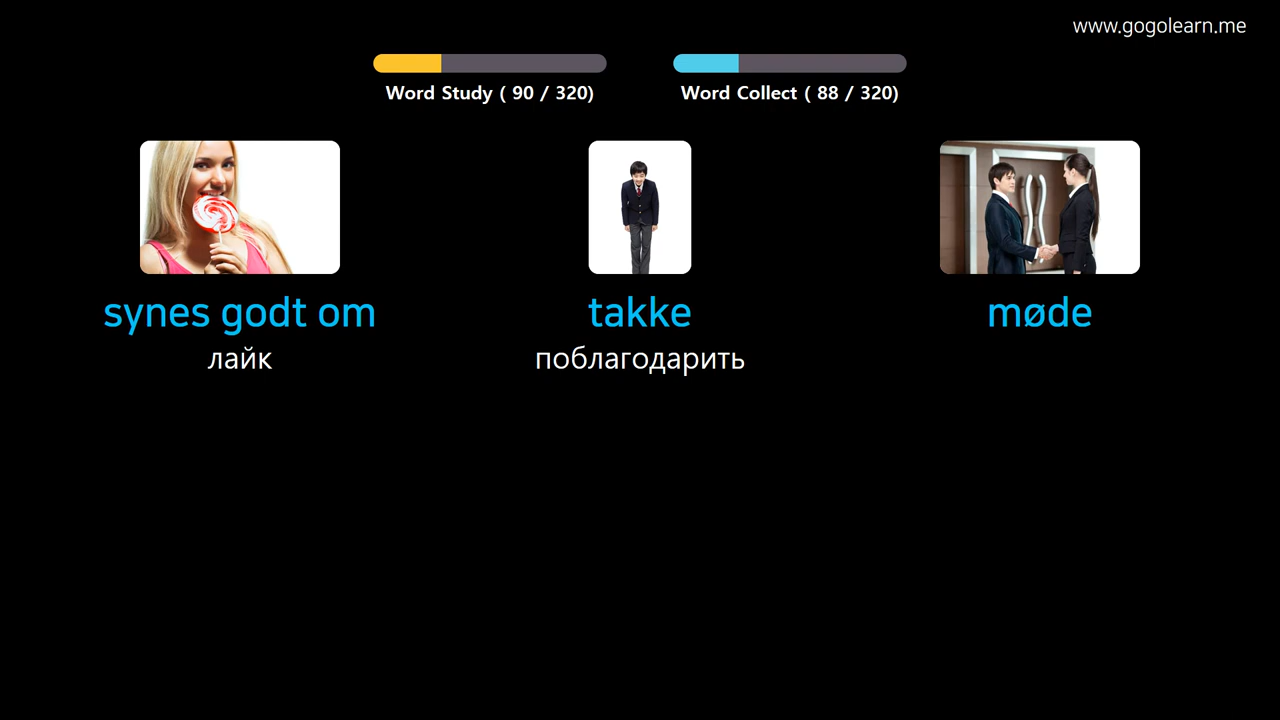 www.gogolearn.me
Word Study ( 90 / 320)
Word Collect ( 88 / 320)
synes godt om
takke
møde
лайк
поблагодарить